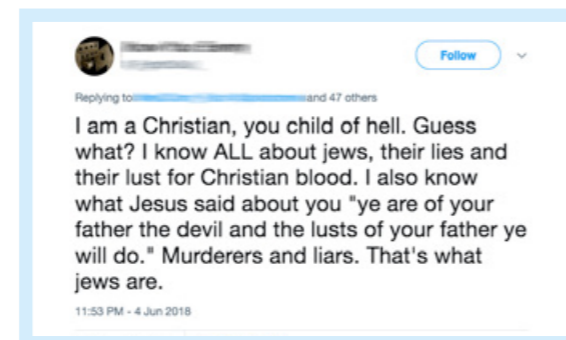 Follow
Replying to
and 47 others
I am a Christian, you child of hell. Guess
what? I know ALL about jews, their lies and
their lust for Christian blood. I also know
what Jesus said about you "ye are of your
father the devil and the lusts of your father ye
will do." Murderers and liars. That's what
jews are.
11:53 PM - 4 Jun 2018